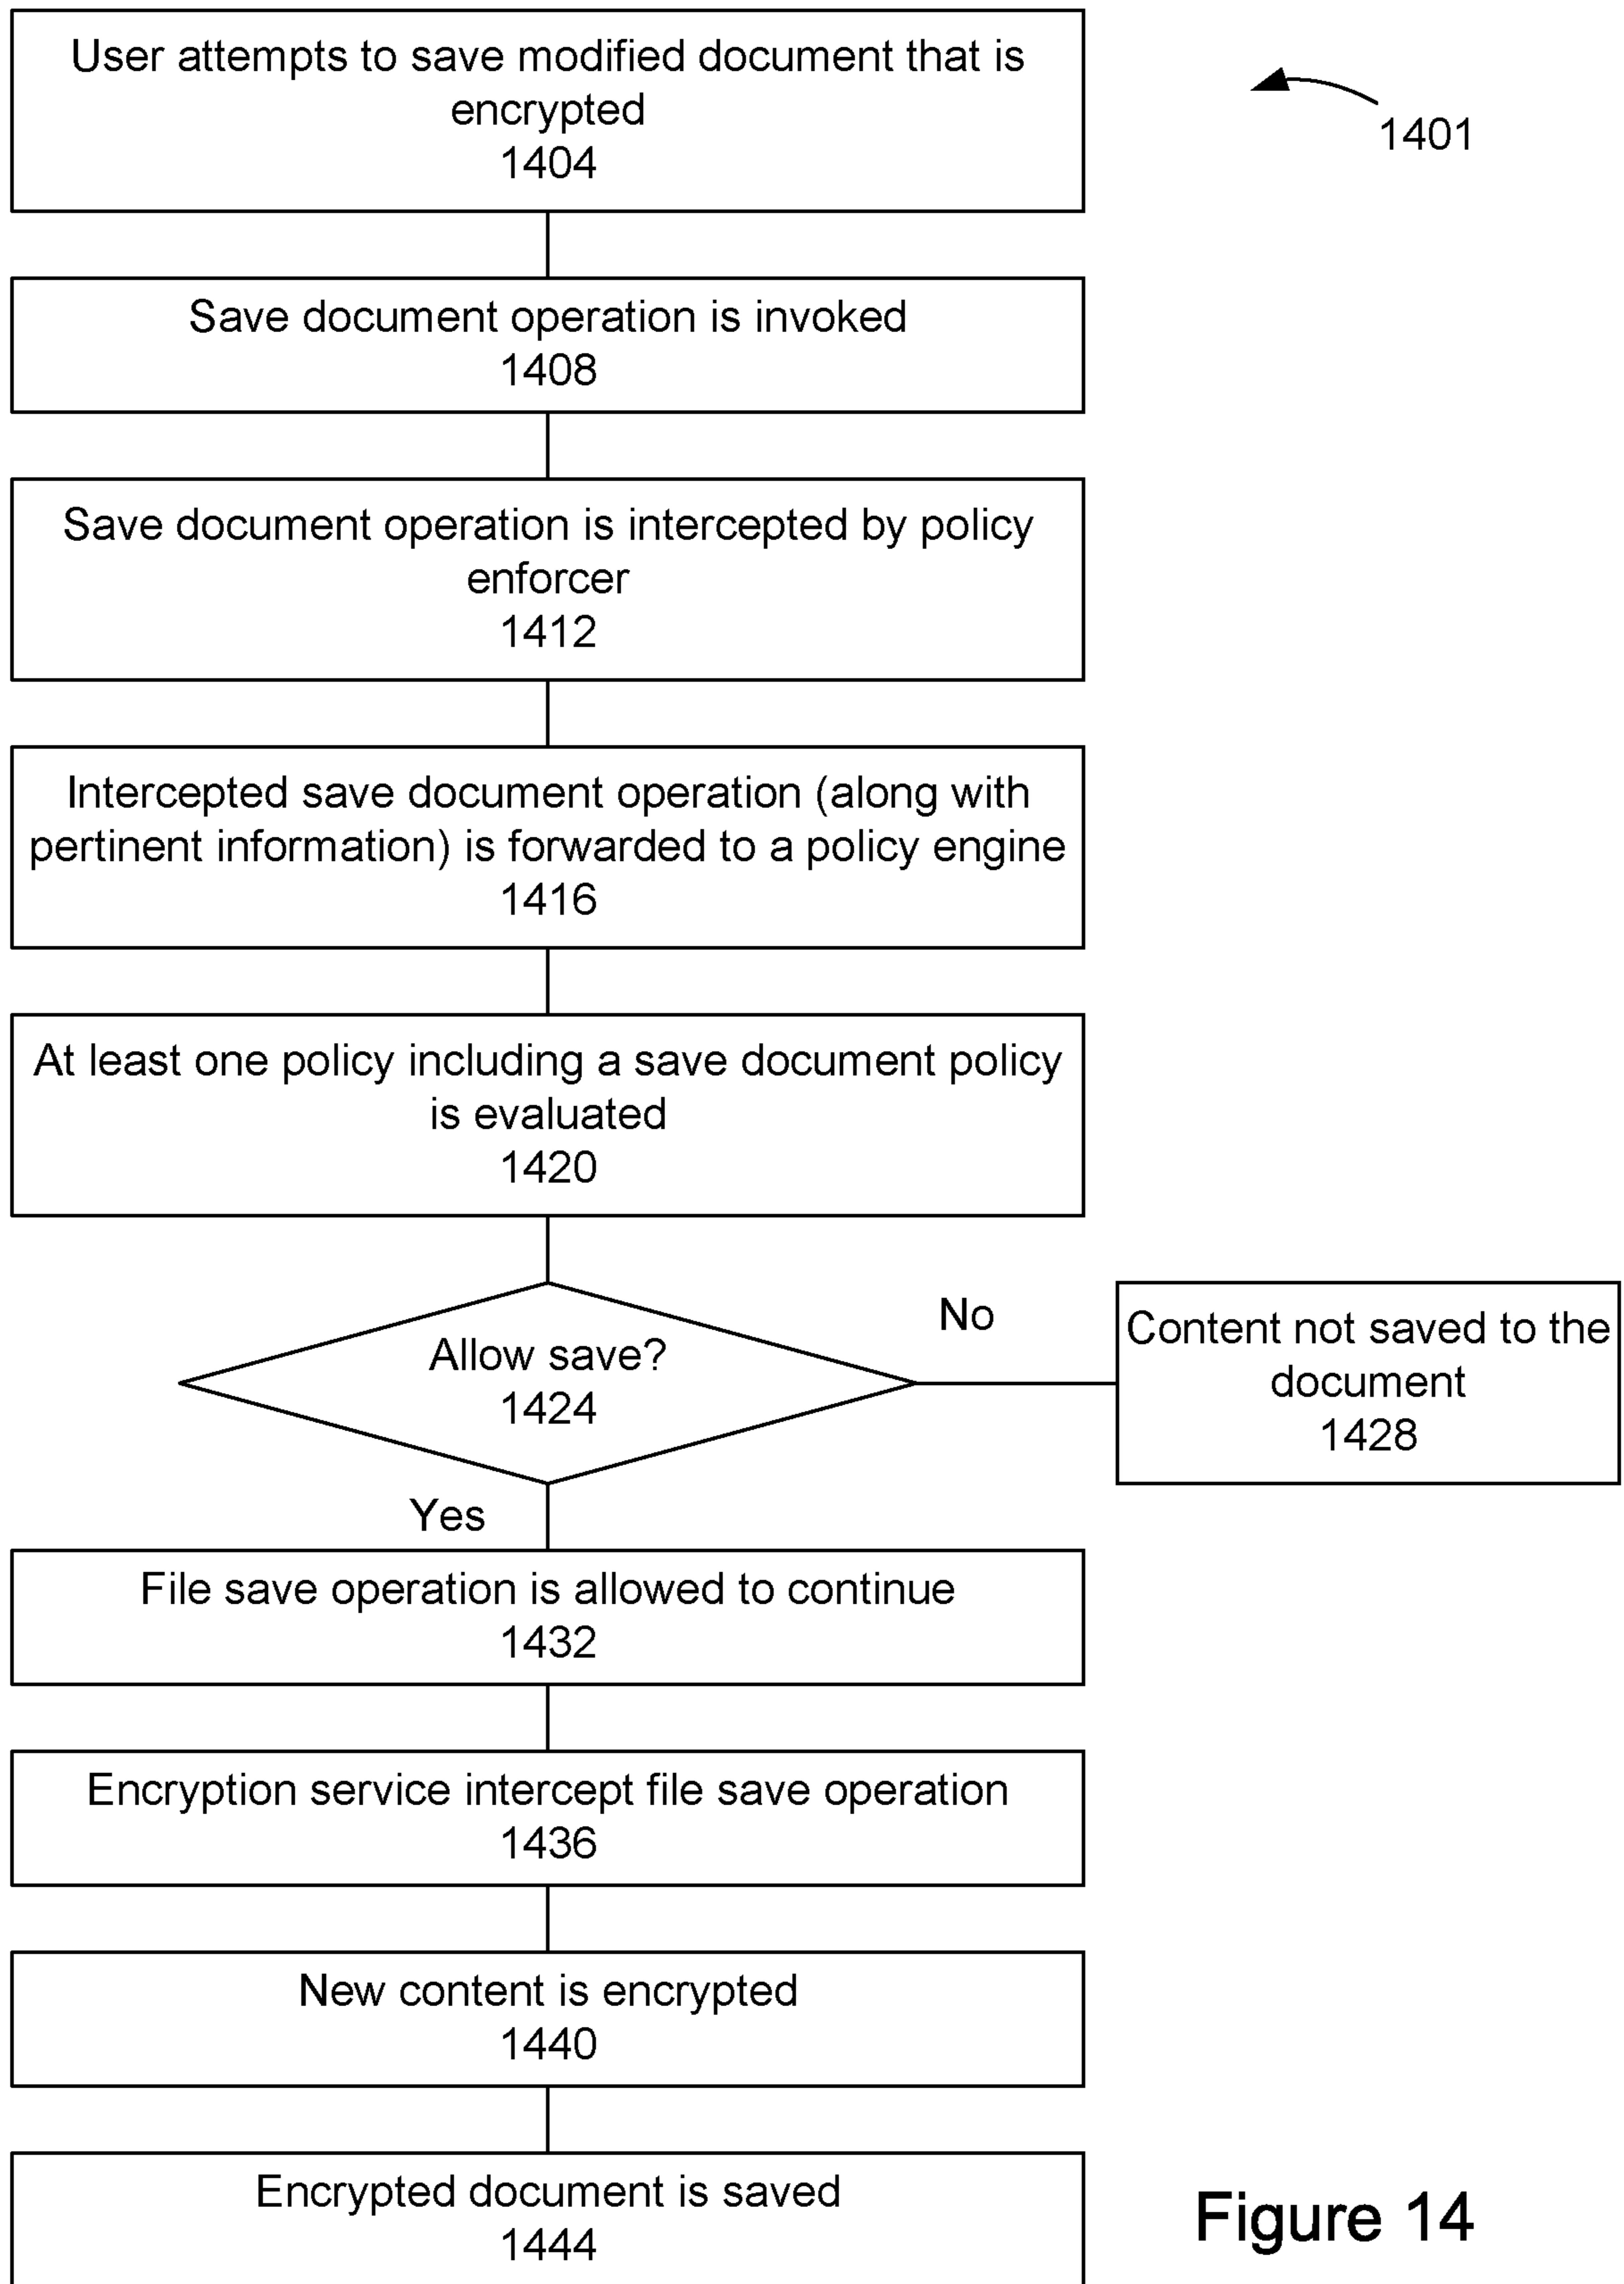 User attempts to save modified document that is
encrypted
1404
1401
Save document operation is invoked
1408
Save document operation is intercepted by policy
enforcer
1412
Intercepted save document operation (along with
pertinent information) is forwarded to a policy engine
1416
At least one policy including a save document policy
is evaluated
1420
Allow save?
1424
No
Content not saved to the
document
1428
Yes
File save operation is allowed to continue
1432
Encryption service intercept file save operation
1436
New content is encrypted
1440
Encrypted document is saved
1444
Figure 14